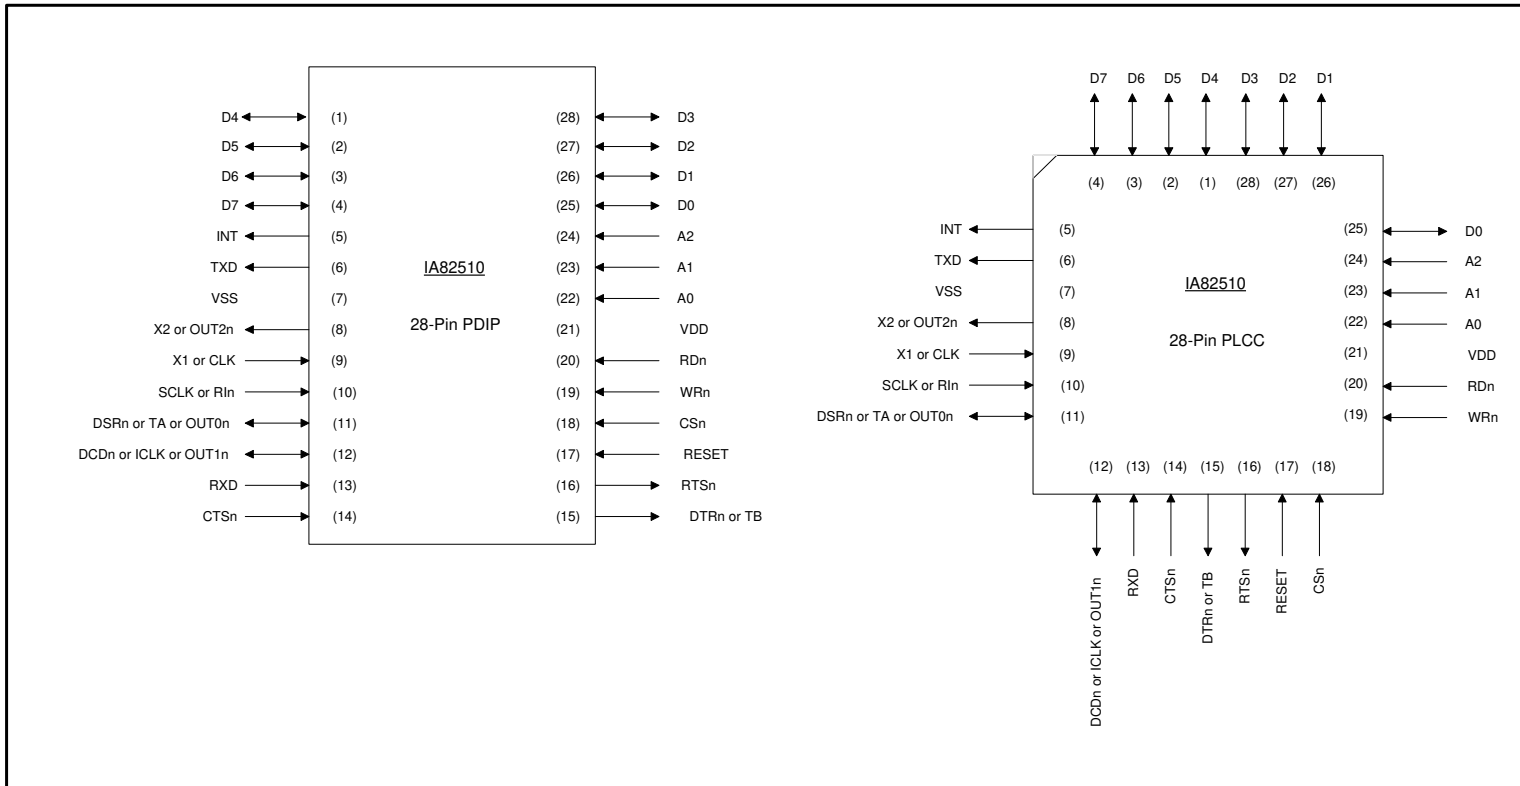 D4 (1) (28) D3
D5 (2) (27) D2
D6 (3) (26) D1
D7 (4) (25) D0
INT (5) (24) A2
TXD (6) (23) A1
VSS (7) (22) A0
X2 or OUT2n (8) (21) VDD
X1 or CLK (9) (20) RDn
SCLK or RIn (10) (19) WRn
DSRn or TA or OUT0n (11) (18) CSn
DCDn or ICLK or OUT1n (12) (17) RESET
RXD (13) (16) RTSn
CTSn (14) (15) DTRn or TB
IA82510
28-Pin PDIP
D7 D6 D5 D4 D3 D2 D1
(4) (3) (2) (1) (28) (27) (26)
INT (5) (25) D0
TXD (6) (24) A2
VSS (7) (23) A1
X2 or OUT2n (8) (22) A0
X1 or CLK (9) (21) VDD
SCLK or RIn (10) (20) RDn
DSRn or TA or OUT0n (11) (19) WRn
IA82510
28-Pin PLCC
(12) (13) (14) (15) (16) (17) (18)
DCDn or ICLK or OUT1n
RXD
CTSn
DTRn or TB
RTSn
RESET
CSn